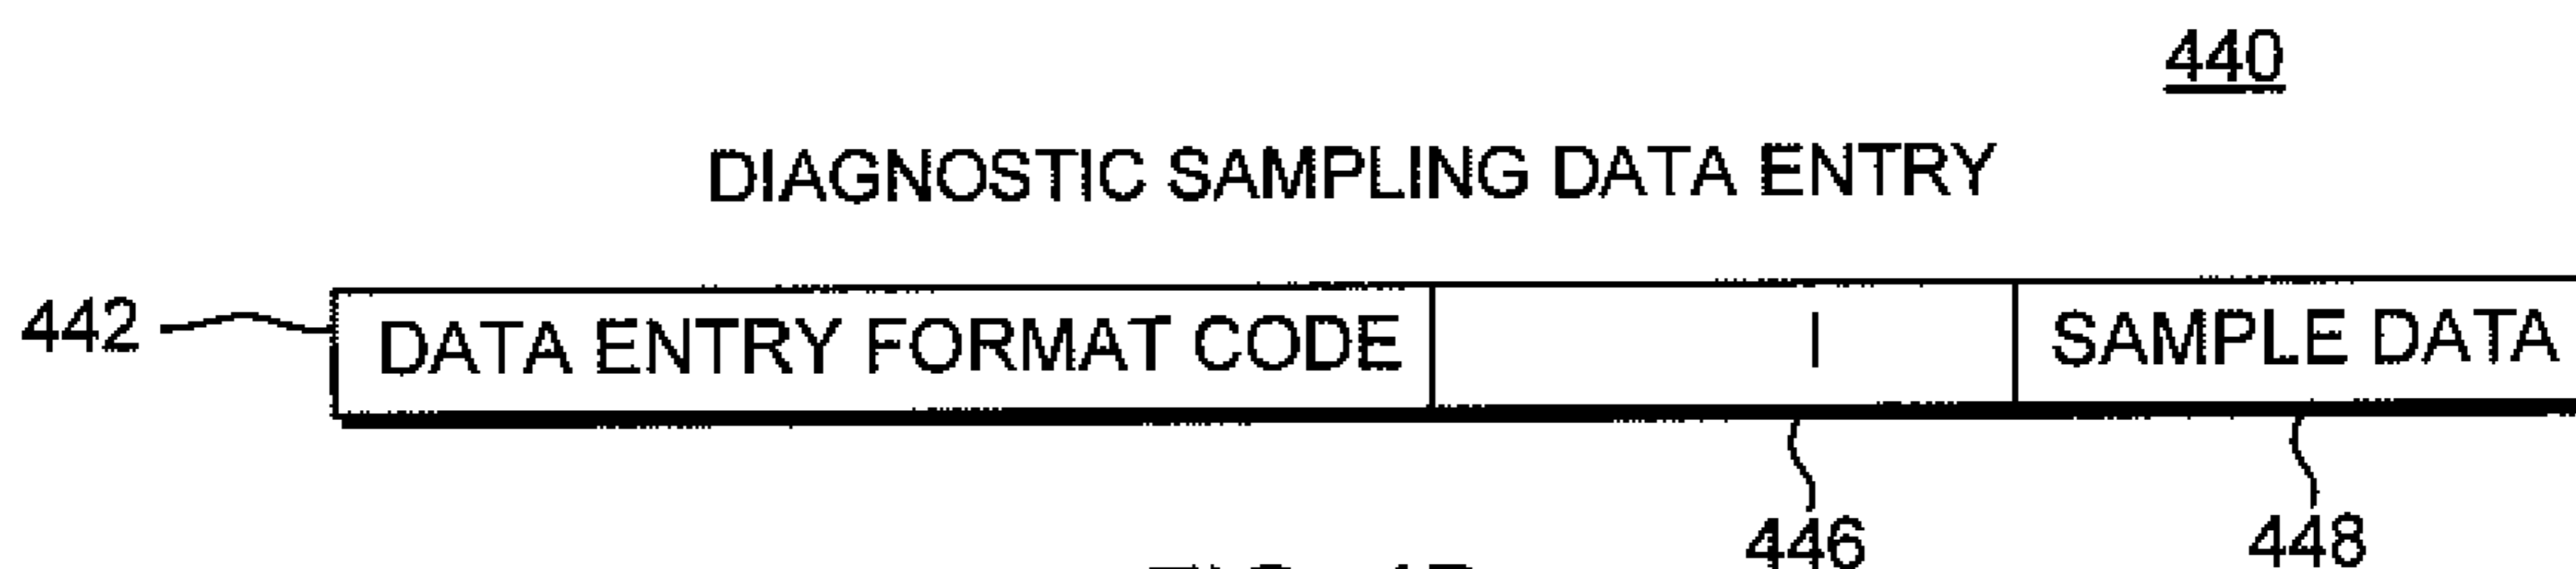 440
DIAGNOSTIC SAMPLING DATA ENTRY
442 DATA ENTRY FORMAT CODE I SAMPLE DATA
446 448